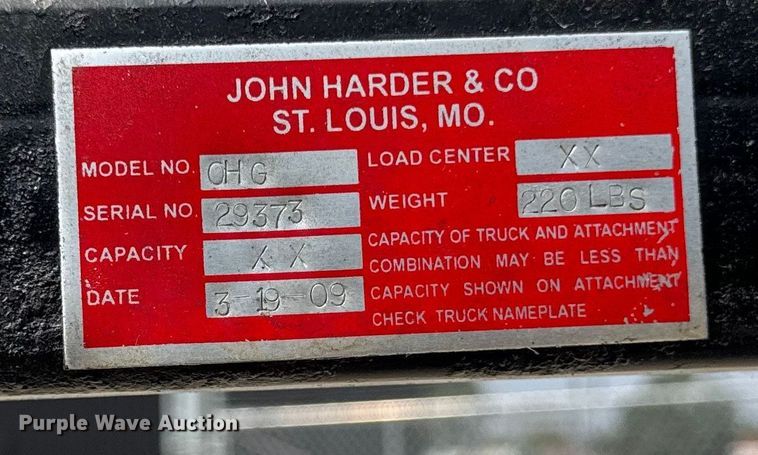 JOHN HARDER & CO
ST. LOUIS, MO.
MODEL NO. OHG
SERIAL NO. 29373
CAPACITY XX
DATE 3-19-09
LOAD CENTER XX
WEIGHT 220 LBS
CAPACITY OF TRUCK AND ATTACHMENT
COMBINATION MAY BE LESS THAN
CAPACITY SHOWN ON ATTACHMENT
CHECK TRUCK NAMEPLATE
Purple Wave Auction